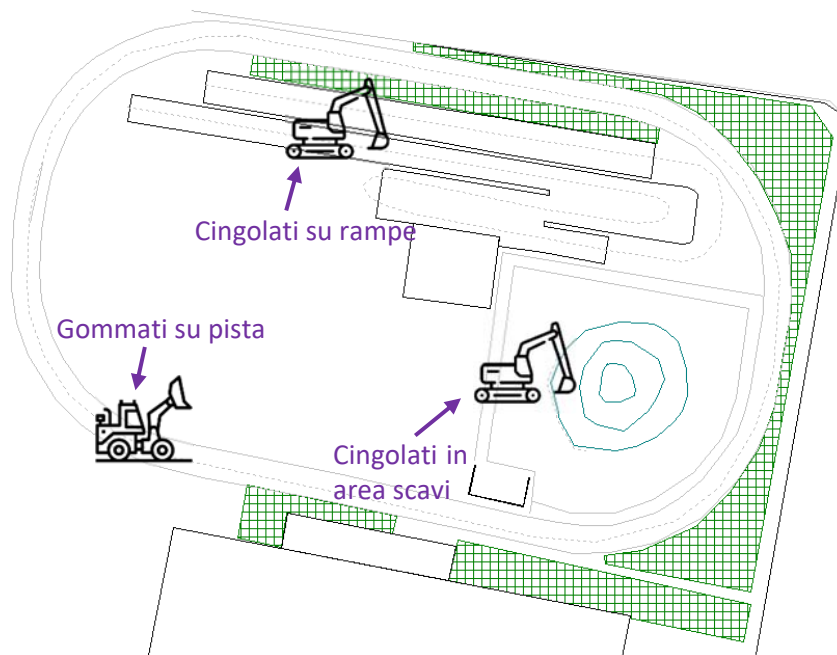 Cingolati su rampe
Gommati su pista
Cingolati in
area scavi